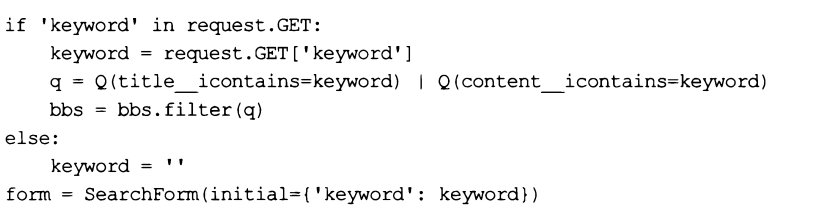 if 'keyword' in request.GET:
    keyword = request.GET['keyword']
    q = Q(title__icontains=keyword) | Q(content__icontains=keyword)
    bbs = bbs.filter(q)
else:
    keyword = ''
form = SearchForm(initial={'keyword': keyword})